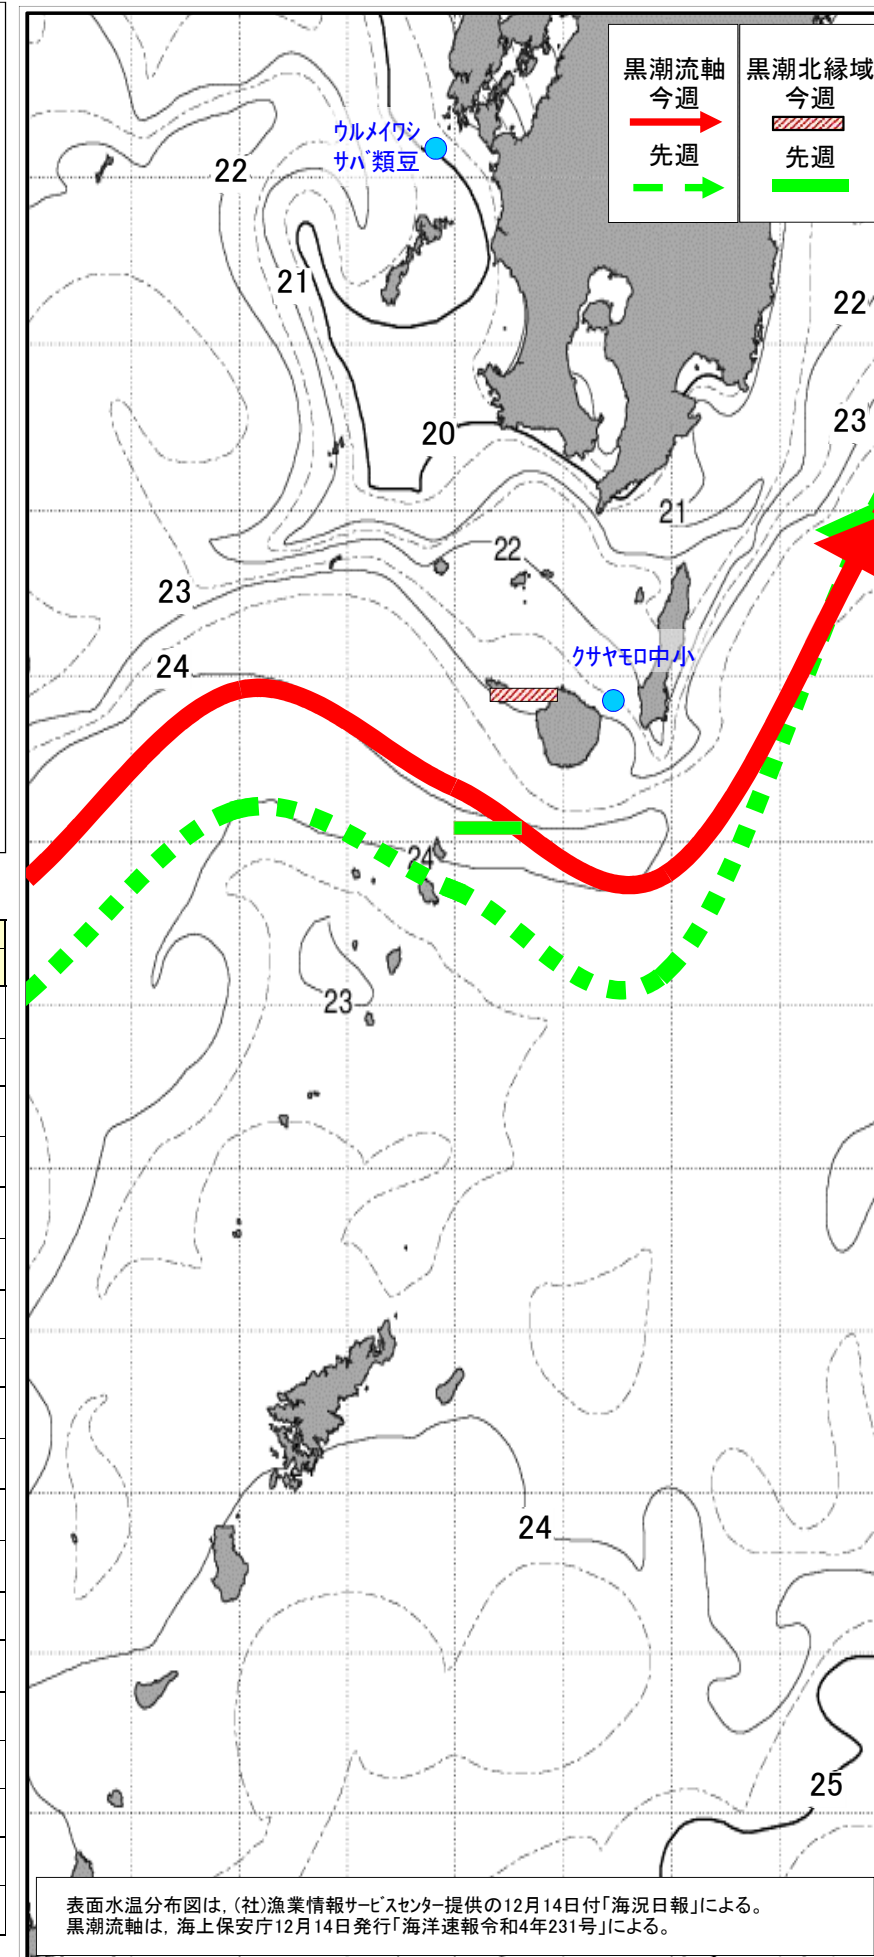 黒潮流軸
今週
先週
黒潮北縁域
今週
先週
ウルメイワシ
サバ類豆
22
21
22
23
20
21
22
23
24
クサヤモロ中小
24
23
24
25
表面水温分布図は, (社)漁業情報サービスセンター提供の12月14日付「海況日報」による。
黒潮流軸は, 海上保安庁12月14日発行「海洋速報令和4年231号」による。